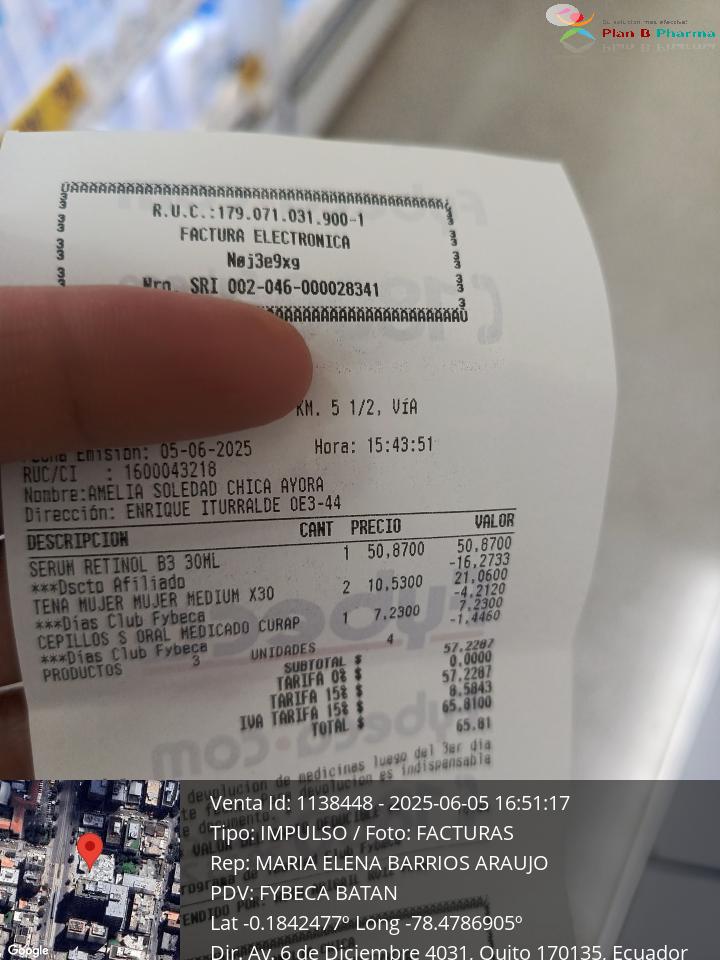 Su solución más efectiva!
Plan B Pharma
R.U.C.:179.071.031.900-1
FACTURA ELECTRONICA
Nøj3e9xg
Nro. SRI 002-046-000028341
KM. 5 1/2, VíA
Emisión: 05-06-2025 Hora: 15:43:51
RUC/CI : 1600043218
Nombre:AMELIA SOLEDAD CHICA AYORA
Dirección: ENRIQUE ITURRALDE OE3-44
DESCRIPCION CANT PRECIO VALOR
SERUM RETINOL B3 30ML 1 50,8700 50,8700
***Dscto Afiliado -16,2733
TENA MUJER MUJER MEDIUM X30 2 10,5300 21,0600
***Días Club Fybeca -4,2120
CEPILLOS S ORAL MEDICADO CURAP 1 7,2300 7,2300
***Días Club Fybeca -1,4460
PRODUCTOS 3 UNIDADES 4
SUBTOTAL $ 57,2287
TARIFA 0% $ 0,0000
TARIFA 15% $ 57,2287
IVA TARIFA 15% $ 8,5843
TOTAL $ 65,8100
65.81
devolucion de medicinas luego del 3er dia
devolucion es indispensable
Venta Id: 1138448 - 2025-06-05 16:51:17
Tipo: IMPULSO / Foto: FACTURAS
Rep: MARIA ELENA BARRIOS ARAUJO
PDV: FYBECA BATAN
Lat -0.1842477º Long -78.4786905º
Dir. Av. 6 de Diciembre 4031, Quito 170135, Ecuador
Google